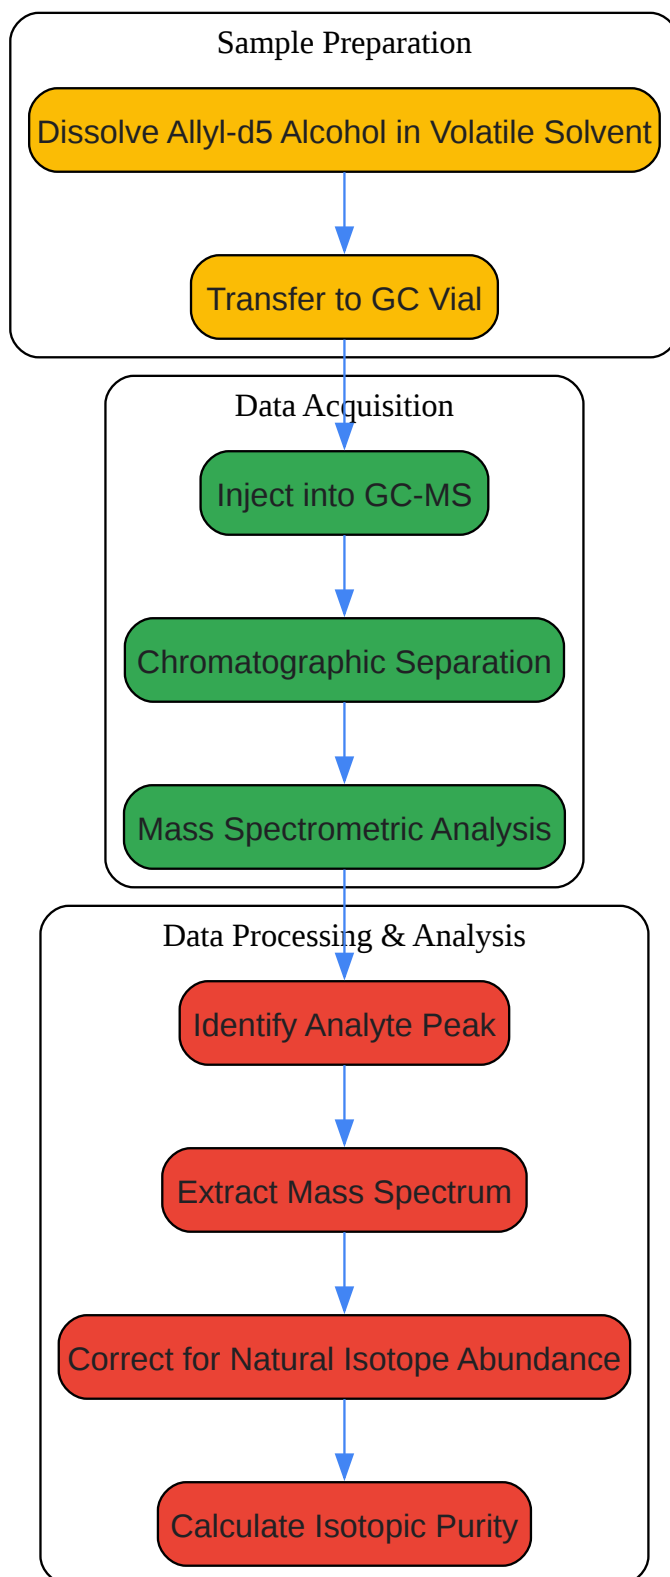 Sample Preparation
Dissolve Allyl-d5 Alcohol in Volatile Solvent
Transfer to GC Vial
Data Acquisition
Inject into GC-MS
Chromatographic Separation
Mass Spectrometric Analysis
Data Processing & Analysis
Identify Analyte Peak
Extract Mass Spectrum
Correct for Natural Isotope Abundance
Calculate Isotopic Purity